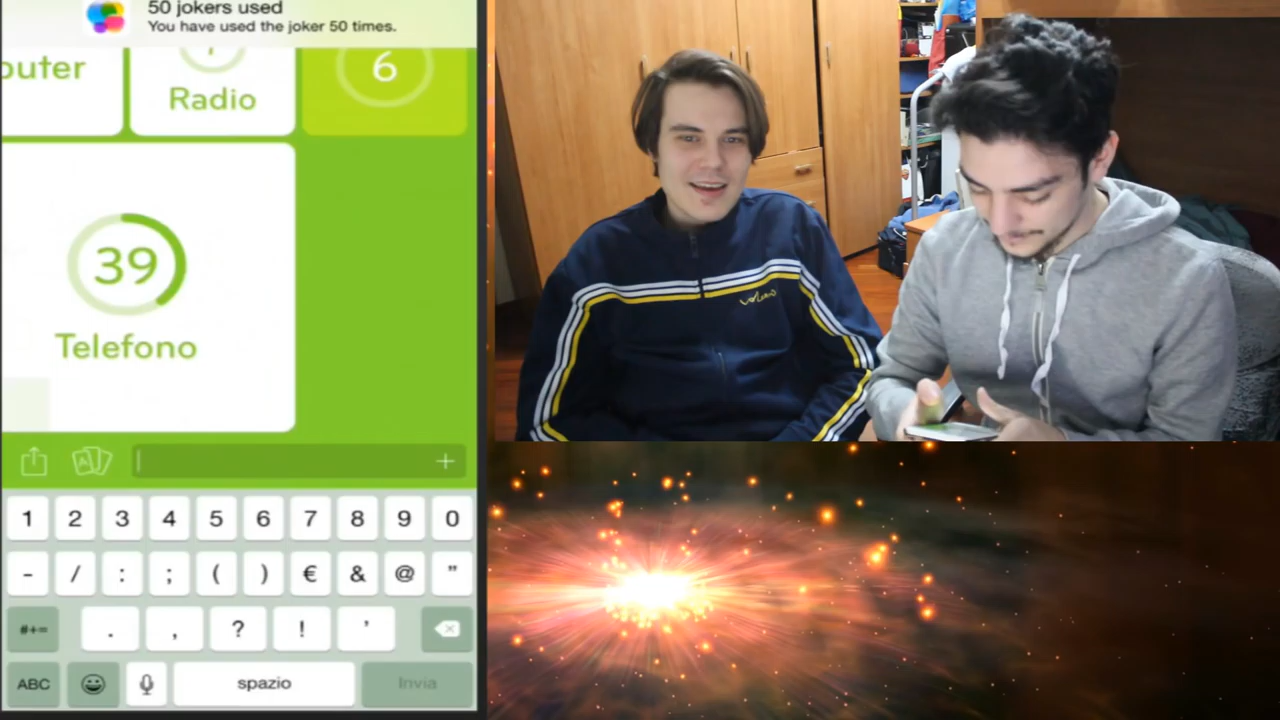 50 jokers used
You have used the joker 50 times.
outer
Radio
6
39
Telefono
1 2 3 4 5 6 7 8 9 0
- / : ; ( ) € & @ "
#+= . , ? ! '
ABC spazio Invia